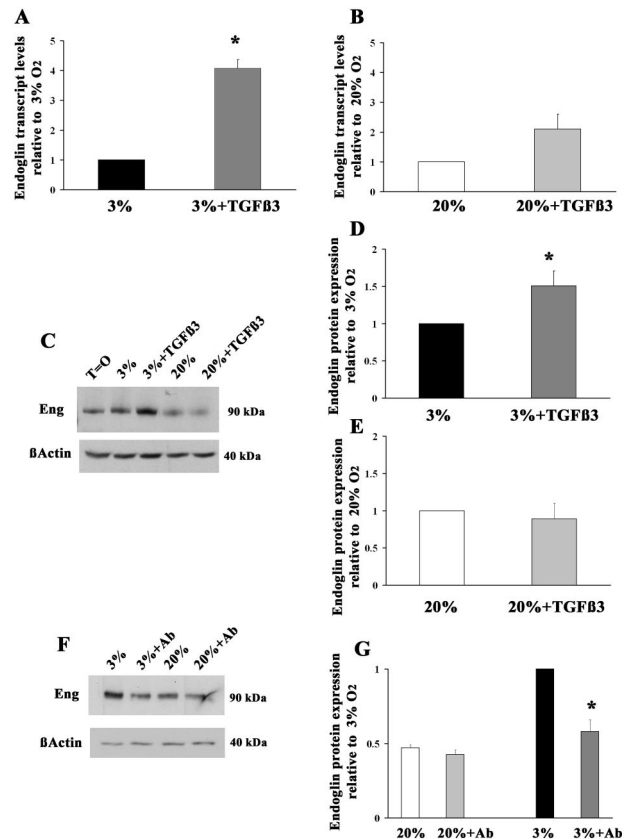 A
Endoglin transcript levels
relative to 3% O2
5
4
3
2
1
0
*
3%
3%+TGFß3
B
Endoglin transcript levels
relative to 20% O2
5
4
3
2
1
0
20%
20%+TGFß3
C
T=O
3%
3%+TGFß3
20%
20%+TGFß3
Eng
90 kDa
ßActin
40 kDa
D
Endoglin protein expression
relative to 3% O2
2
1.5
1
0.5
0
*
3%
3%+TGFß3
E
Endoglin protein expression
relative to 20% O2
2
1.5
1
0.5
0
20%
20%+TGFß3
F
3%
3%+Ab
20%
20%+Ab
Eng
90 kDa
ßActin
40 kDa
G
Endoglin protein expression
relative to 3% O2
1
0.5
0
*
20%
20%+Ab
3%
3%+Ab